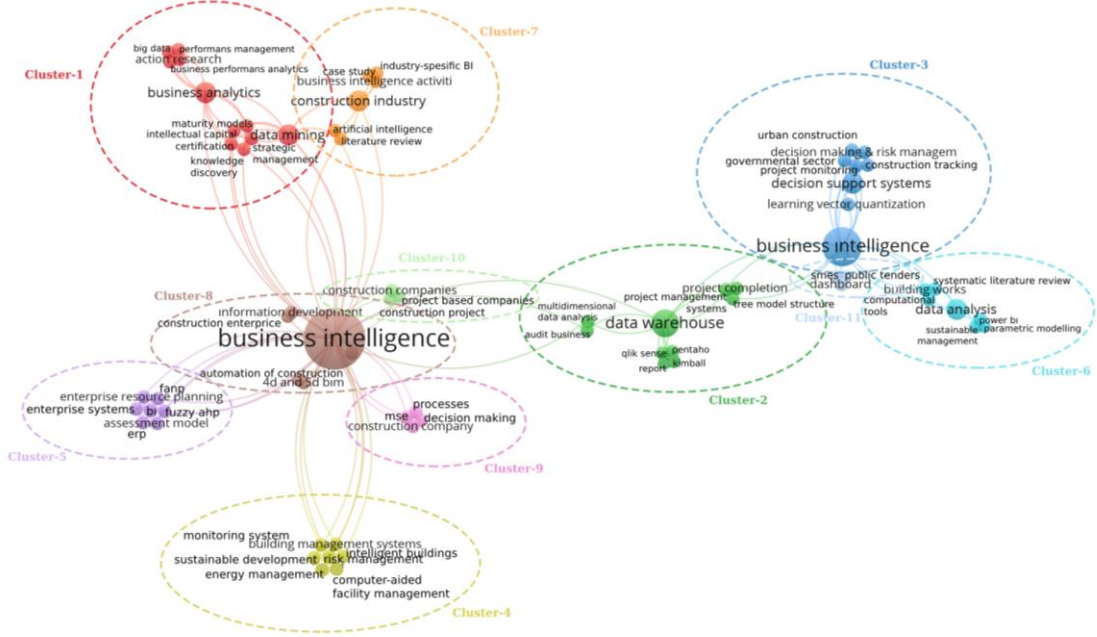 Cluster-7
big data
performans management
action research
business performans analytics
Cluster-1
business analytics
maturity models
intellectual capital
data mining
certification
strategic
management
knowledge
discovery
industry-spesific BI
case study
business intelligence activiti
construction industry
artificial intelligence
literature review
Cluster-3
urban construction
decision making & risk managem
governmental sector
construction tracking
project monitoring
decision support systems
learning vector quantization
business intelligence
smes
public tenders
dashboard
Cluster-11
systematic literature review
building works
computational
tools
data analysis
power bi
sustainable
management
parametric modelling
Cluster-6
Cluster-10
construction companies
project based companies
construction project
Cluster-8
information development
construction enterprice
business intelligence
automation of construction
4d and 5d bim
project completion
project management
systems
tree model structure
multidimensional
data analysis
data warehouse
audit business
qlik sense
pentaho
kimball
report
Cluster-2
fanp
enterprise resource planning
enterprise systems
bi
fuzzy ahp
assessment model
erp
Cluster-5
processes
mse
decision making
construction company
Cluster-9
monitoring system
building management systems
intelligent buildings
sustainable development
risk management
energy management
computer-aided
facility management
Cluster-4